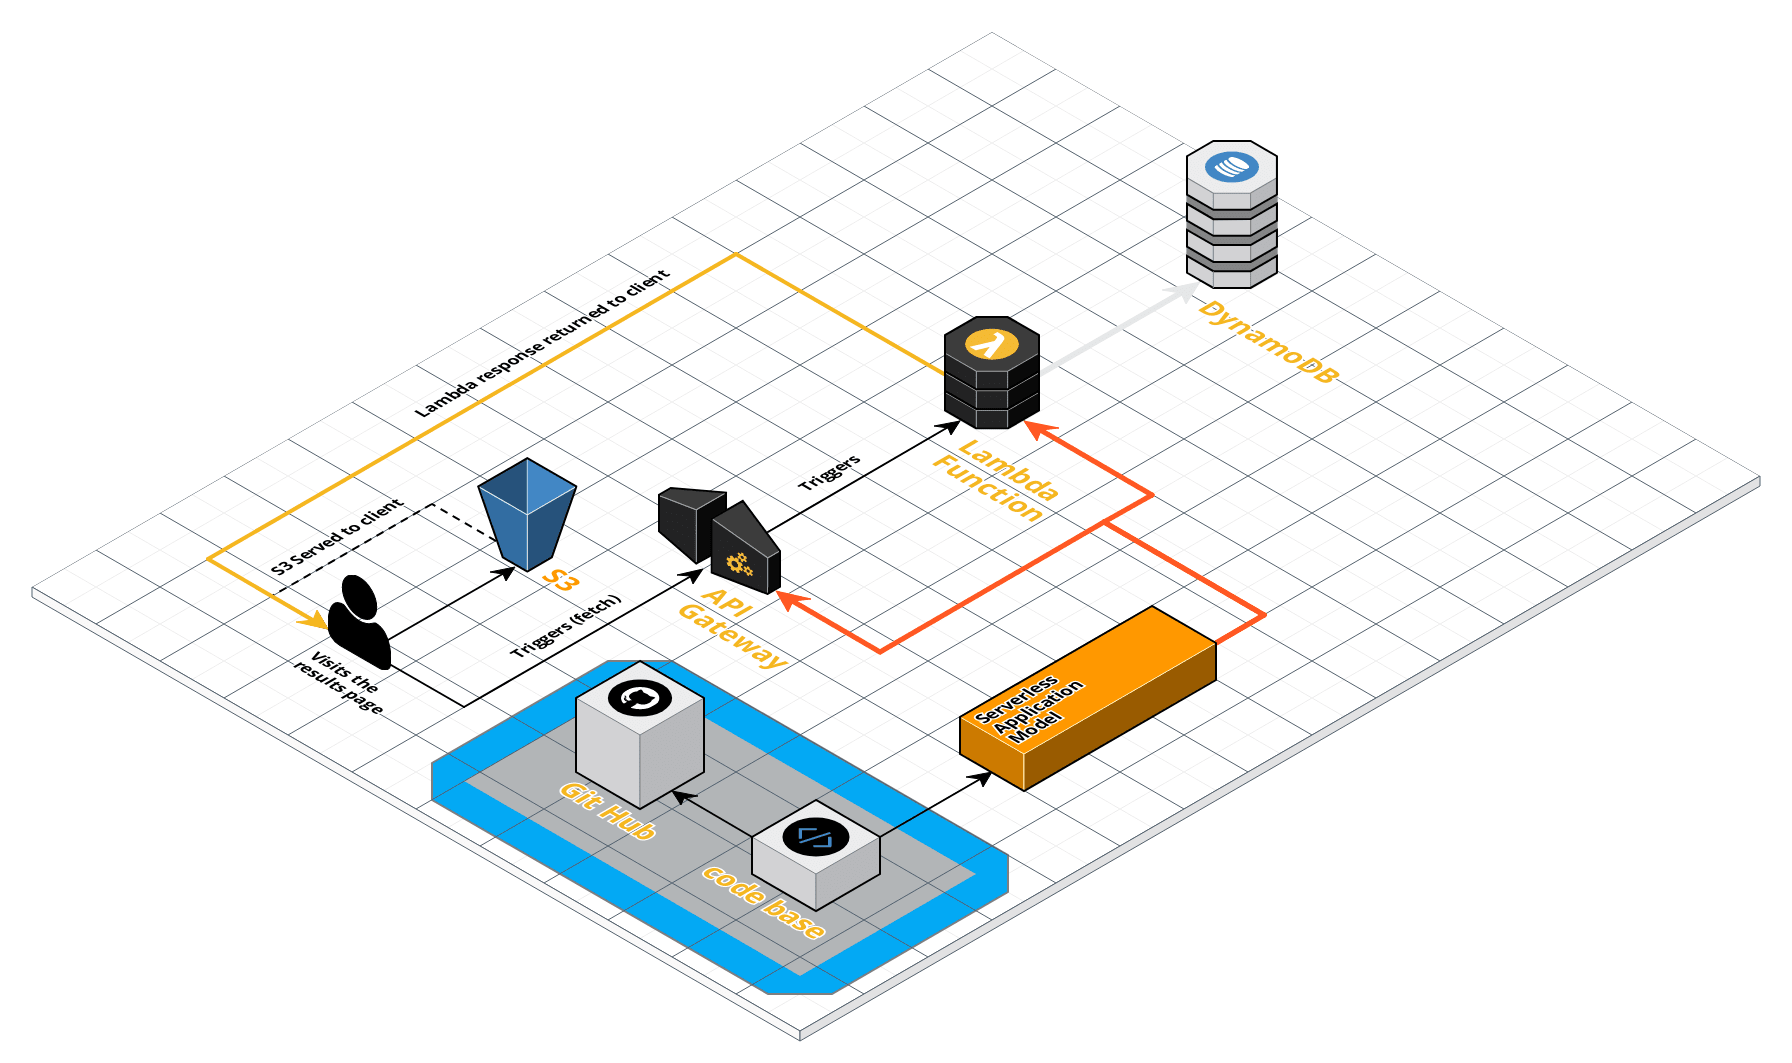 DynamoDB
Lambda response returned to client
Lambda
Function
Triggers
S3 Served to client
S3
API
Gateway
Triggers (fetch)
Visits the
results page
Serverless
Application
Model
Git Hub
</>
code base